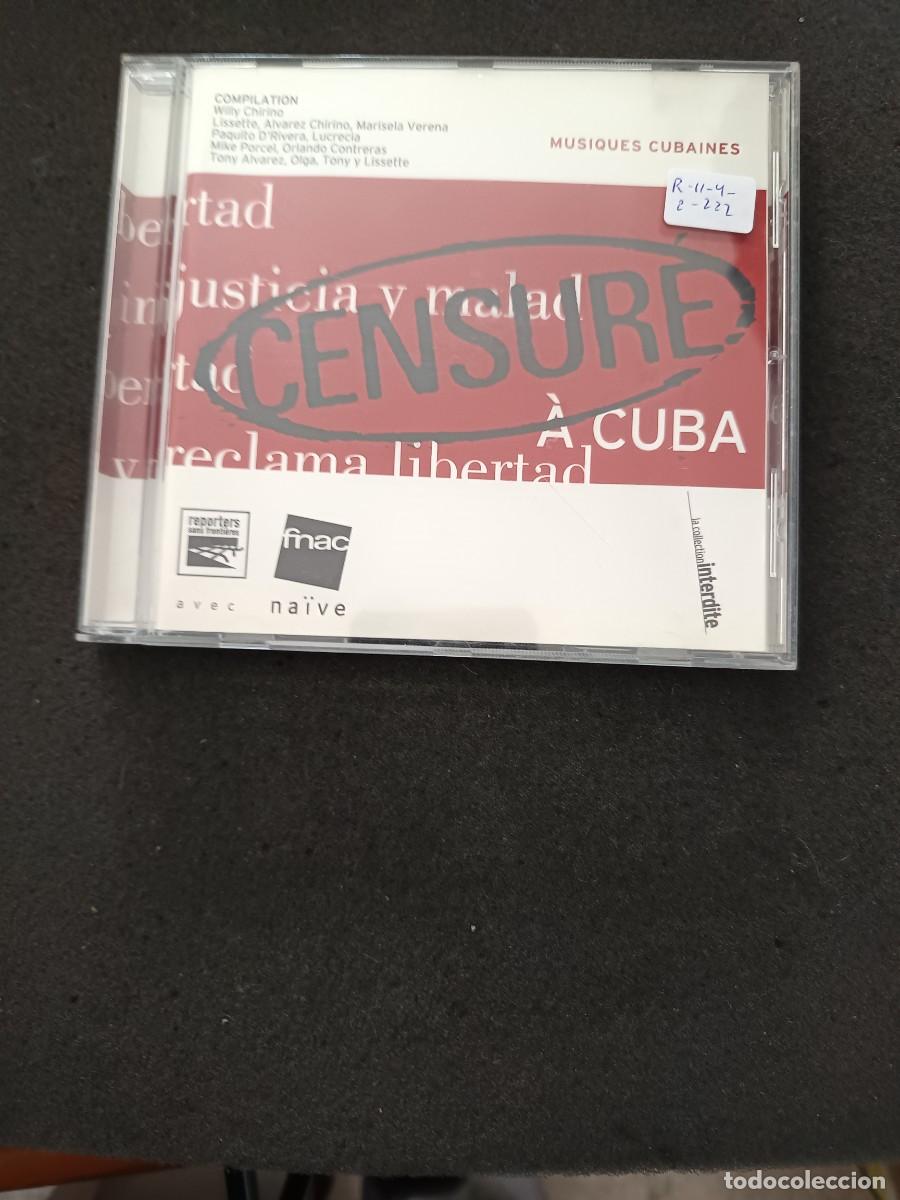 COMPILATION
Willy Chirino
Lissette, Alvarez Chirino, Marisela Verena
Paquito D'Rivera, Lucrecia
Mike Porcel, Orlando Contreras
Tony Alvarez, Olga, Tony y Lissette
MUSIQUES CUBAINES
R-11-4-
2-222
bertad
injusticia y malad
CENSURÉ
bertad
À CUBA
y reclama libertad
reporters
sans frontières
fnac
avec
naïve
la collection interdite
todocoleccion